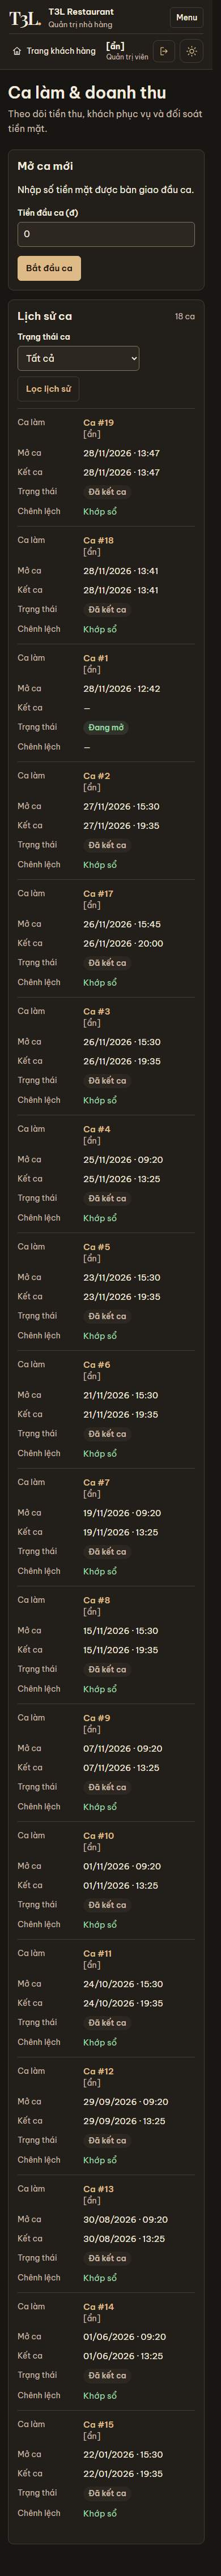 T3L
T3L Restaurant
Quản trị nhà hàng
Menu
Trang khách hàng
[ẩn]
Quản trị viên
Ca làm & doanh thu
Theo dõi tiền thu, khách phục vụ và đối soát
tiền mặt.
Mở ca mới
Nhập số tiền mặt được bàn giao đầu ca.
Tiền đầu ca (đ)
0
Bắt đầu ca
Lịch sử ca
18 ca
Trạng thái ca
Tất cả
Lọc lịch sử
Ca làm
Ca #19
[ẩn]
Mở ca
28/11/2026 · 13:47
Kết ca
28/11/2026 · 13:47
Trạng thái
Đã kết ca
Chênh lệch
Khớp sổ
Ca làm
Ca #18
[ẩn]
Mở ca
28/11/2026 · 13:41
Kết ca
28/11/2026 · 13:41
Trạng thái
Đã kết ca
Chênh lệch
Khớp sổ
Ca làm
Ca #1
[ẩn]
Mở ca
28/11/2026 · 12:42
Kết ca
—
Trạng thái
Đang mở
Chênh lệch
—
Ca làm
Ca #2
[ẩn]
Mở ca
27/11/2026 · 15:30
Kết ca
27/11/2026 · 19:35
Trạng thái
Đã kết ca
Chênh lệch
Khớp sổ
Ca làm
Ca #17
[ẩn]
Mở ca
26/11/2026 · 15:45
Kết ca
26/11/2026 · 20:00
Trạng thái
Đã kết ca
Chênh lệch
Khớp sổ
Ca làm
Ca #3
[ẩn]
Mở ca
26/11/2026 · 15:30
Kết ca
26/11/2026 · 19:35
Trạng thái
Đã kết ca
Chênh lệch
Khớp sổ
Ca làm
Ca #4
[ẩn]
Mở ca
25/11/2026 · 09:20
Kết ca
25/11/2026 · 13:25
Trạng thái
Đã kết ca
Chênh lệch
Khớp sổ
Ca làm
Ca #5
[ẩn]
Mở ca
23/11/2026 · 15:30
Kết ca
23/11/2026 · 19:35
Trạng thái
Đã kết ca
Chênh lệch
Khớp sổ
Ca làm
Ca #6
[ẩn]
Mở ca
21/11/2026 · 15:30
Kết ca
21/11/2026 · 19:35
Trạng thái
Đã kết ca
Chênh lệch
Khớp sổ
Ca làm
Ca #7
[ẩn]
Mở ca
19/11/2026 · 09:20
Kết ca
19/11/2026 · 13:25
Trạng thái
Đã kết ca
Chênh lệch
Khớp sổ
Ca làm
Ca #8
[ẩn]
Mở ca
15/11/2026 · 15:30
Kết ca
15/11/2026 · 19:35
Trạng thái
Đã kết ca
Chênh lệch
Khớp sổ
Ca làm
Ca #9
[ẩn]
Mở ca
07/11/2026 · 09:20
Kết ca
07/11/2026 · 13:25
Trạng thái
Đã kết ca
Chênh lệch
Khớp sổ
Ca làm
Ca #10
[ẩn]
Mở ca
01/11/2026 · 09:20
Kết ca
01/11/2026 · 13:25
Trạng thái
Đã kết ca
Chênh lệch
Khớp sổ
Ca làm
Ca #11
[ẩn]
Mở ca
24/10/2026 · 15:30
Kết ca
24/10/2026 · 19:35
Trạng thái
Đã kết ca
Chênh lệch
Khớp sổ
Ca làm
Ca #12
[ẩn]
Mở ca
29/09/2026 · 09:20
Kết ca
29/09/2026 · 13:25
Trạng thái
Đã kết ca
Chênh lệch
Khớp sổ
Ca làm
Ca #13
[ẩn]
Mở ca
30/08/2026 · 09:20
Kết ca
30/08/2026 · 13:25
Trạng thái
Đã kết ca
Chênh lệch
Khớp sổ
Ca làm
Ca #14
[ẩn]
Mở ca
01/06/2026 · 09:20
Kết ca
01/06/2026 · 13:25
Trạng thái
Đã kết ca
Chênh lệch
Khớp sổ
Ca làm
Ca #15
[ẩn]
Mở ca
22/01/2026 · 15:30
Kết ca
22/01/2026 · 19:35
Trạng thái
Đã kết ca
Chênh lệch
Khớp sổ